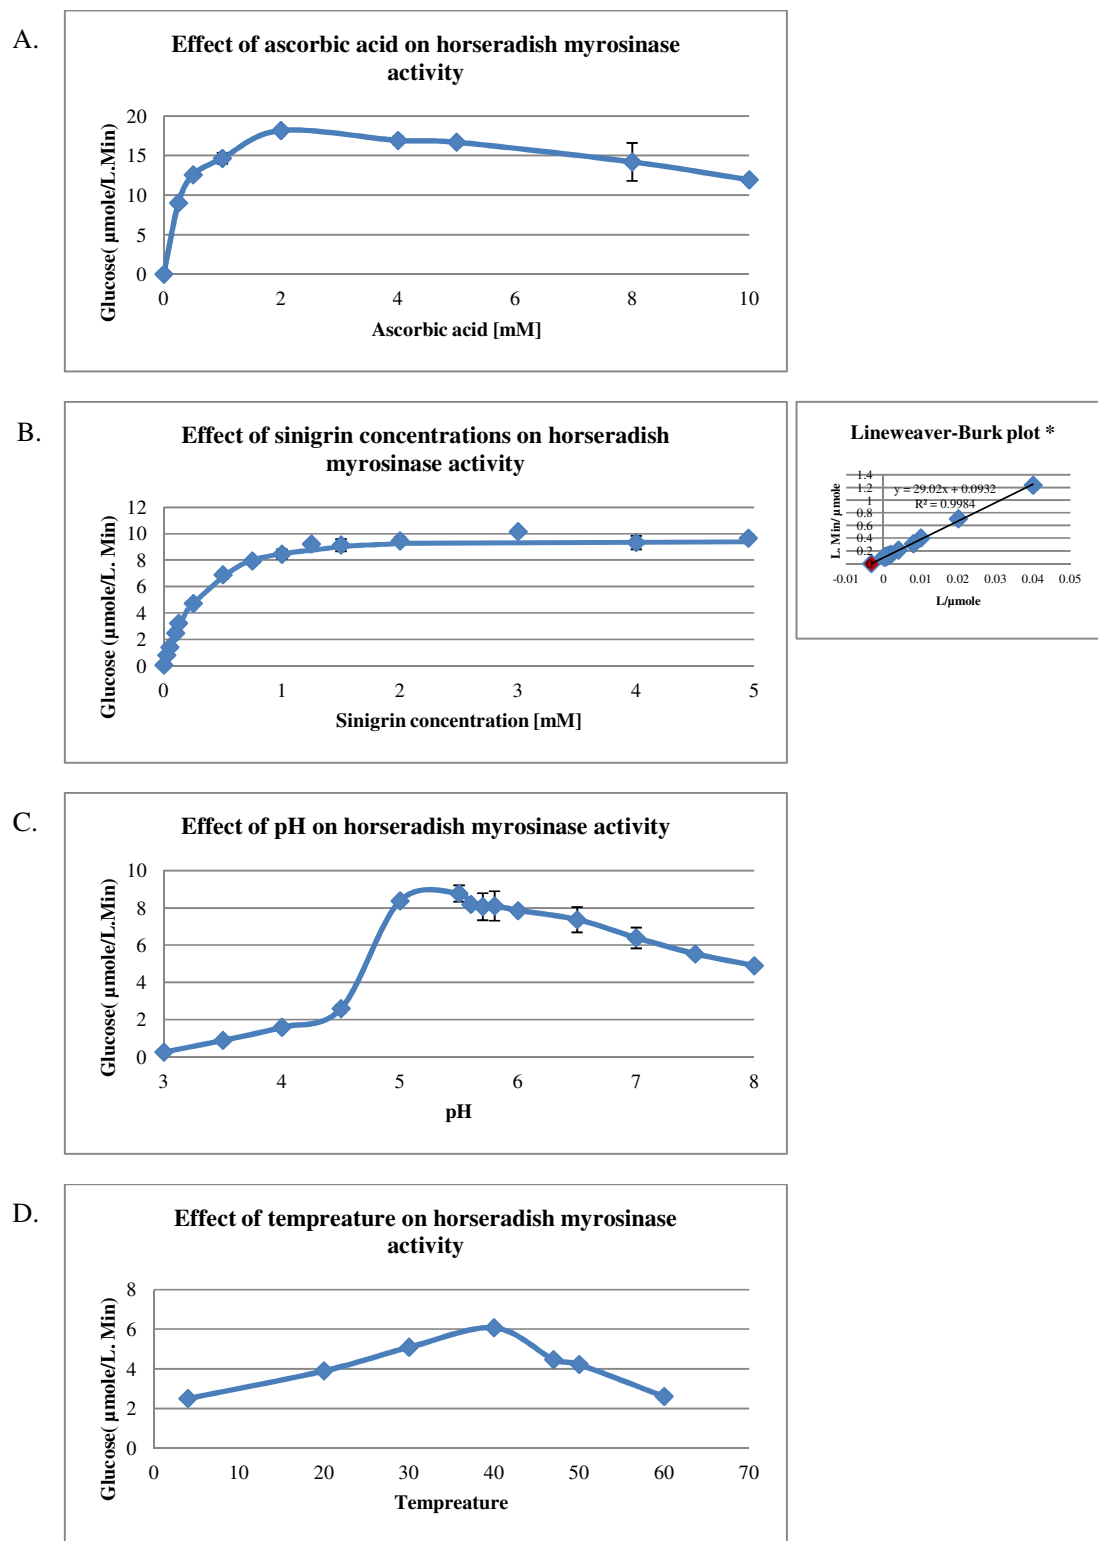 A.
Effect of ascorbic acid on horseradish myrosinase
activity
Glucose( µmole/L.Min)
20
15
10
5
0
0 2 4 6 8 10
Ascorbic acid [mM]
B.
Effect of sinigrin concentrations on horseradish
myrosinase activity
Glucose (µmole/L. Min)
12
10
8
6
4
2
0
0 1 2 3 4 5
Sinigrin concentration [mM]
Lineweaver-Burk plot *
L. Min/ µmole
1.4
1.2
1
0.8
0.6
0.4
0.2
0
y = 29.02x + 0.0932
R² = 0.9984
-0.01 0 0.01 0.02 0.03 0.04 0.05
L/µmole
C.
Effect of pH on horseradish myrosinase activity
Glucose( µmole/L.Min)
10
8
6
4
2
0
3 4 5 6 7 8
pH
D.
Effect of tempreature on horseradish myrosinase
activity
Glucose( µmole/L. Min)
8
6
4
2
0
0 10 20 30 40 50 60 70
Tempreature